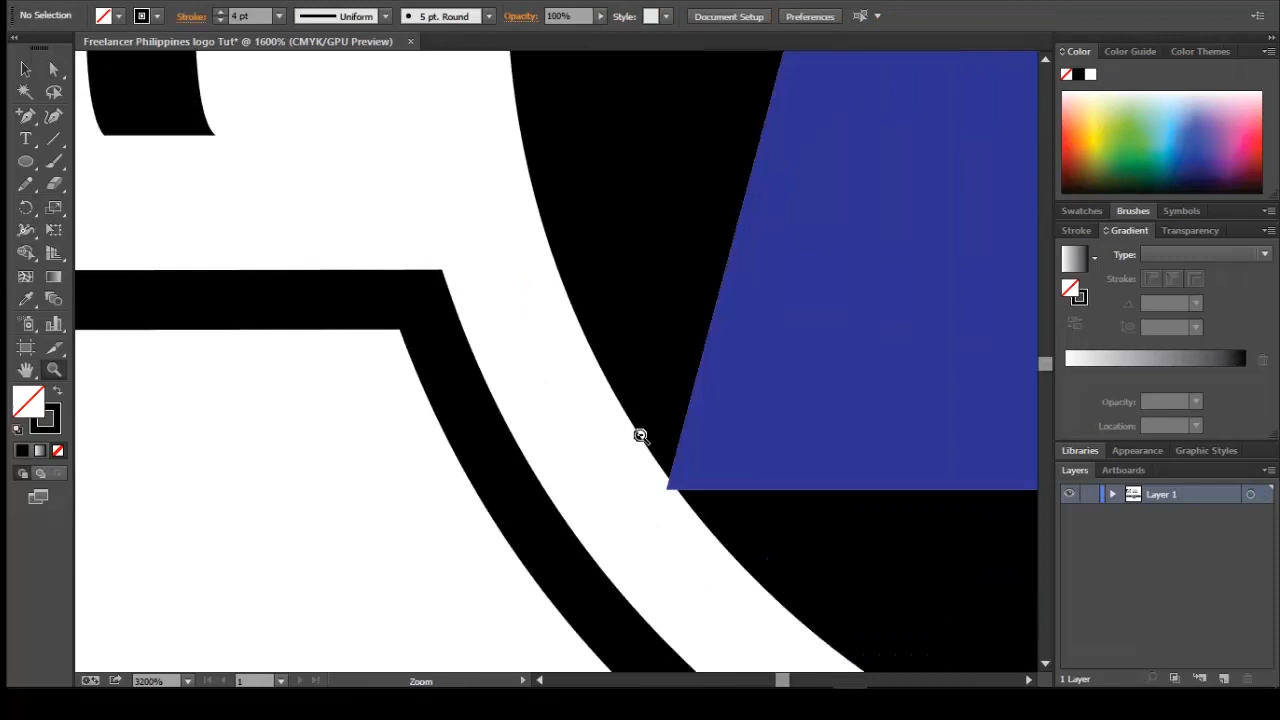 No Selection Stroke: 4 pt Uniform 5 pt. Round Opacity: 100% Style: Document Setup Preferences
Freelancer Philippines logo Tut* @ 1600% (CMYK/GPU Preview)
Color Color Guide Color Themes
Swatches Brushes Symbols
Stroke Gradient Transparency
Type:
Stroke:
Opacity:
Location:
Libraries Appearance Graphic Styles
Layers Artboards
Layer 1
1 Layer
3200% 1 Zoom